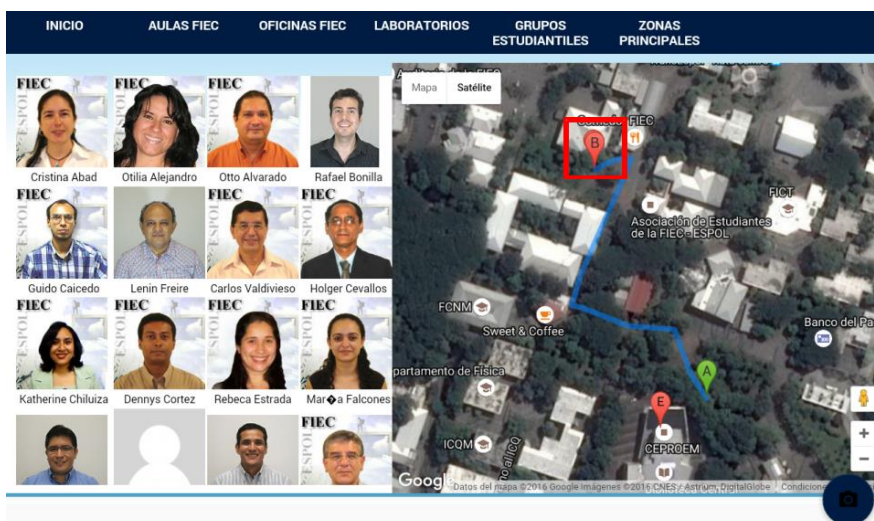 INICIO
AULAS FIEC
OFICINAS FIEC
LABORATORIOS
GRUPOS
ESTUDIANTILES
ZONAS
PRINCIPALES
FIEC
FIEC
FIEC
ESPOL
Cristina Abad
Otilia Alejandro
Otto Alvarado
Rafael Bonilla
FIEC
FIEC
FIEC
Guido Caicedo
Lenin Freire
Carlos Valdivieso
Holger Cevallos
FIEC
FIEC
FIEC
FIEC
Katherine Chiluiza
Dennys Cortez
Rebeca Estrada
Mar�a Falcones
FIEC
Mapa
Satélite
B
FIEC
FICT
Asociación de Estudiantes
de la FIEC - ESPOL
FCNM
Sweet & Coffee
Banco del Pa
partamento de Física
A
E
CEPROEM
ICQM
Goog
Datos del mapa ©2016 Google Imágenes ©2016 CNES / Astrium, DigitalGlobe
Condicione